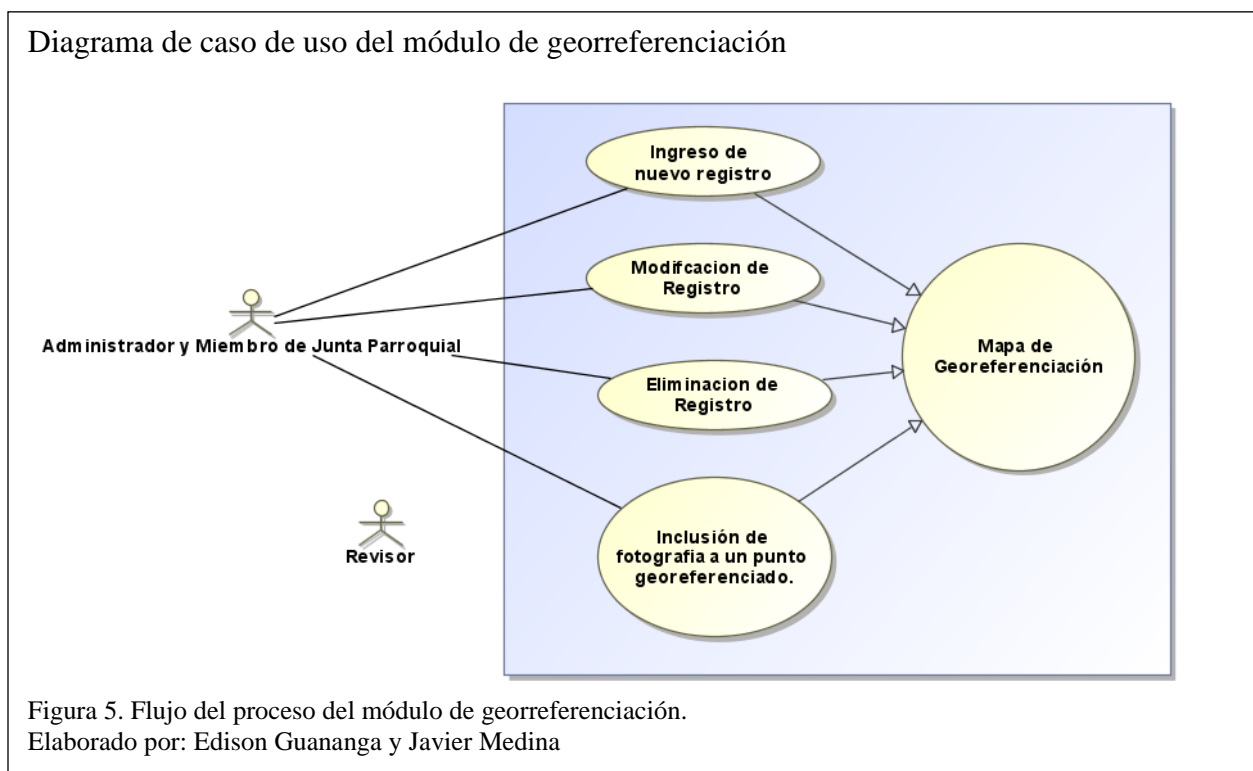 Diagrama de caso de uso del módulo de georreferenciación
Ingreso de
nuevo registro
Modifcacion de
Registro
Mapa de
Georeferenciación
Administrador y Miembro de Junta Parroquial
Eliminacion de
Registro
Revisor
Inclusión de
fotografia a un punto
georeferenciado.
Figura 5. Flujo del proceso del módulo de georreferenciación.
Elaborado por: Edison Guananga y Javier Medina